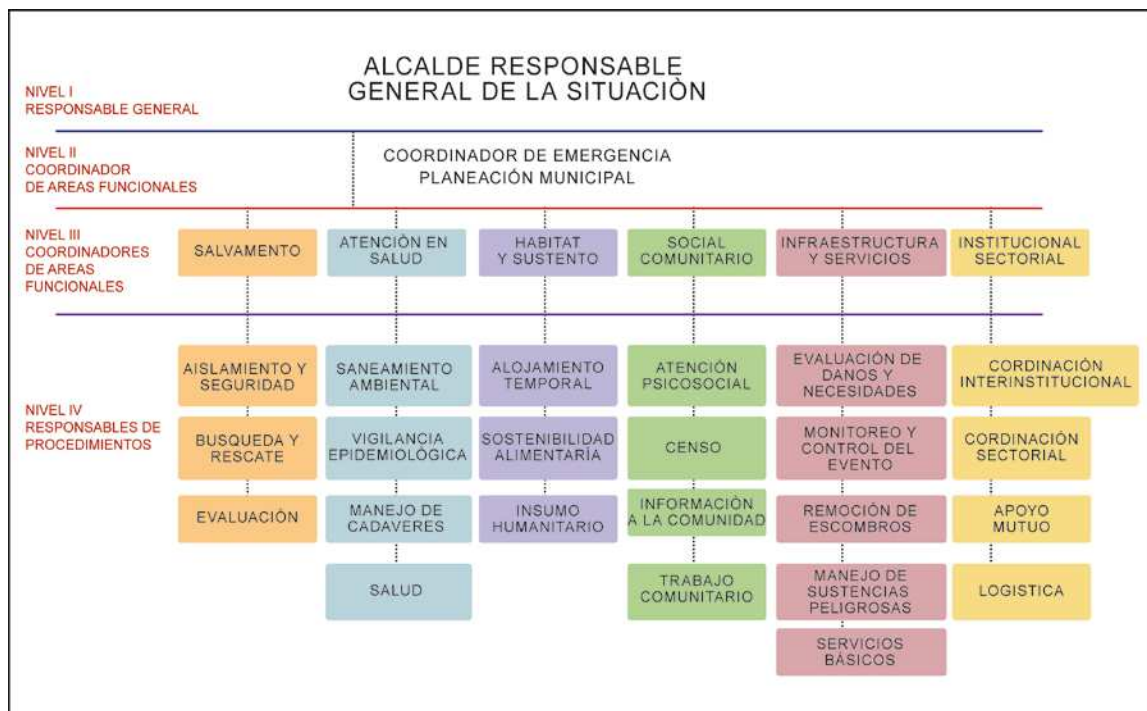 ALCALDE RESPONSABLE
GENERAL DE LA SITUACIÒN
NIVEL I
RESPONSABLE GENERAL
NIVEL II
COORDINADOR
DE AREAS FUNCIONALES
COORDINADOR DE EMERGENCIA
PLANEACIÓN MUNICIPAL
NIVEL III
COORDINADORES
DE AREAS
FUNCIONALES
SALVAMENTO
ATENCIÒN EN
SALUD
HABITAT
Y SUSTENTO
SOCIAL
COMUNITARIO
INFRAESTRUCTURA
Y SERVICIOS
INSTITUCIONAL
SECTORIAL
NIVEL IV
RESPONSABLES DE
PROCEDIMIENTOS
AISLAMIENTO Y
SEGURIDAD
BUSQUEDA Y
RESCATE
EVALUACIÓN
SANEAMIENTO
AMBIENTAL
VIGILANCIA
EPIDEMIOLÓGICA
MANEJO DE
CADAVERES
SALUD
ALOJAMIENTO
TEMPORAL
SOSTENIBILIDAD
ALIMENTARÍA
INSUMO
HUMANITARIO
ATENCIÓN
PSICOSOCIAL
CENSO
INFORMACIÒN
A LA COMUNIDAD
TRABAJO
COMUNITARIO
EVALUACIÓN DE
DANOS Y
NECESIDADES
MONITOREO Y
CONTROL DEL
EVENTO
REMOCIÓN DE
ESCOMBROS
MANEJO DE
SUSTENCIAS
PELIGROSAS
SERVICIOS
BÁSICOS
CORDINACIÓN
INTERINSTITUCIONAL
CORDINACIÓN
SECTORIAL
APOYO
MUTUO
LOGISTICA